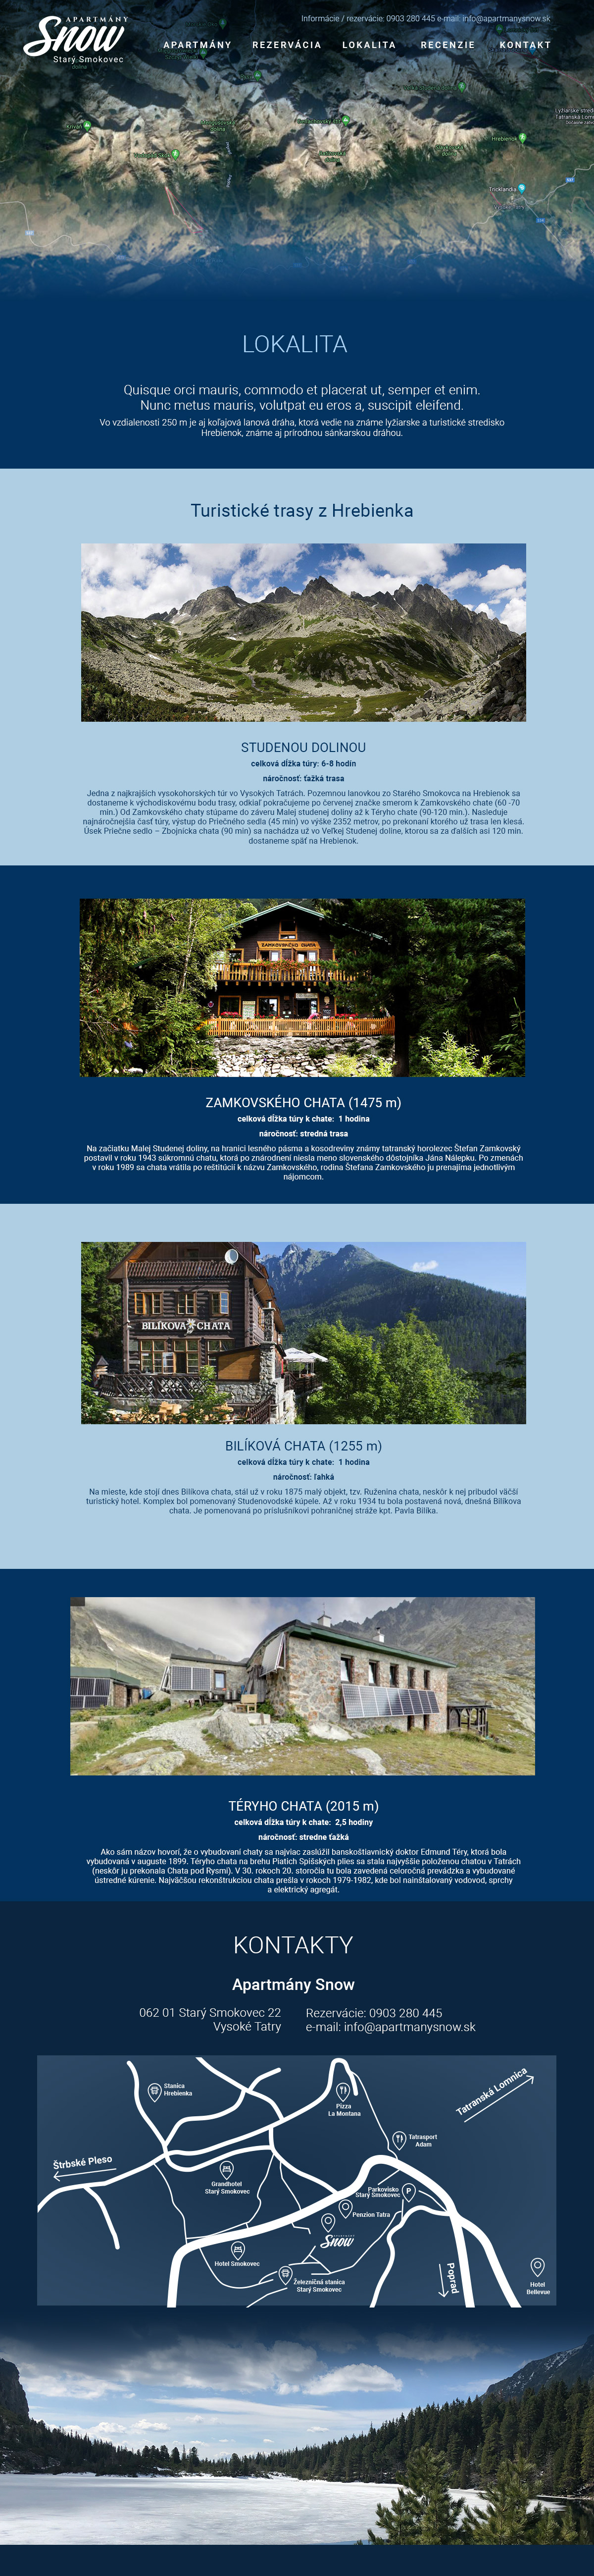 APARTMÁNY
Snow
Starý Smokovec
Informácie / rezervácie: 0903 280 445 e-mail: info@apartmanysnow.sk
APARTMÁNY REZERVÁCIA LOKALITA RECENZIE KONTAKT
Kriváň
Hrebienok
Tricklandia
LOKALITA
Quisque orci mauris, commodo et placerat ut, semper et enim.
Nunc metus mauris, volutpat eu eros a, suscipit eleifend.
Vo vzdialenosti 250 m je aj koľajová lanová dráha, ktorá vedie na známe lyžiarske a turistické stredisko
Hrebienok, známe aj prírodnou sánkarskou dráhou.
Turistické trasy z Hrebienka
STUDENOU DOLINOU
celková dĺžka túry: 6-8 hodín
náročnosť: ťažká trasa
Jedna z najkrajších vysokohorských túr vo Vysokých Tatrách. Pozemnou lanovkou zo Starého Smokovca na Hrebienok sa
dostaneme k východiskovému bodu trasy, odkiaľ pokračujeme po červenej značke smerom k Zamkovského chate (60 -70
min.) Od Zamkovského chaty stúpame do záveru Malej studenej doliny až k Téryho chate (90-120 min.). Nasleduje
najnáročnejšia časť túry, výstup do Priečného sedla (45 min) vo výške 2352 metrov, po prekonaní ktorého už trasa len klesá.
Úsek Priečne sedlo – Zbojnícka chata (90 min) sa nachádza už vo Veľkej Studenej doline, ktorou sa za ďalších asi 120 min.
dostaneme späť na Hrebienok.
ZAMKOVSKÉHO CHATA
ZAMKOVSKÉHO CHATA (1475 m)
celková dĺžka túry k chate: 1 hodina
náročnosť: stredná trasa
Na začiatku Malej Studenej doliny, na hranici lesného pásma a kosodreviny známy tatranský horolezec Štefan Zamkovský
postavil v roku 1943 súkromnú chatu, ktorá po znárodnení niesla meno slovenského dôstojníka Jána Nálepku. Po zmenách
v roku 1989 sa chata vrátila po reštitúcií k názvu Zamkovského, rodina Štefana Zamkovského ju prenajíma jednotlivým
nájomcom.
BILÍKOVA CHATA
BILÍKOVÁ CHATA (1255 m)
celková dĺžka túry k chate: 1 hodina
náročnosť: ľahká
Na mieste, kde stojí dnes Bilíkova chata, stál už v roku 1875 malý objekt, tzv. Ruženina chata, neskôr k nej pribudol väčší
turistický hotel. Komplex bol pomenovaný Studenovodské kúpele. Až v roku 1934 tu bola postavená nová, dnešná Bilíkova
chata. Je pomenovaná po príslušníkovi pohraničnej stráže kpt. Pavla Bilíka.
TÉRYHO CHATA (2015 m)
celková dĺžka túry k chate: 2,5 hodiny
náročnosť: stredne ťažká
Ako sám názov hovorí, že o vybudovaní chaty sa najviac zaslúžil banskoštiavnický doktor Edmund Téry, ktorá bola
vybudovaná v auguste 1899. Téryho chata na brehu Piatich Spišských plies sa stala najvyššie položenou chatou v Tatrách
(neskôr ju prekonala Chata pod Rysmi). V 30. rokoch 20. storočia tu bola zavedená celoročná prevádzka a vybudované
ústredné kúrenie. Najväčšou rekonštrukciou chata prešla v rokoch 1979-1982, kde bol nainštalovaný vodovod, sprchy
a elektrický agregát.
KONTAKTY
Apartmány Snow
062 01 Starý Smokovec 22
Vysoké Tatry
Rezervácie: 0903 280 445
e-mail: info@apartmanysnow.sk
Stanica
Hrebienka
Pizza
La Montana
Tatranská Lomnica
Tatrasport
Adam
Štrbské Pleso
Grandhotel
Starý Smokovec
Parkovisko
Starý Smokovec
P
Penzion Tatra
Snow
Hotel Smokovec
Železničná stanica
Starý Smokovec
Poprad
Hotel
Bellevue